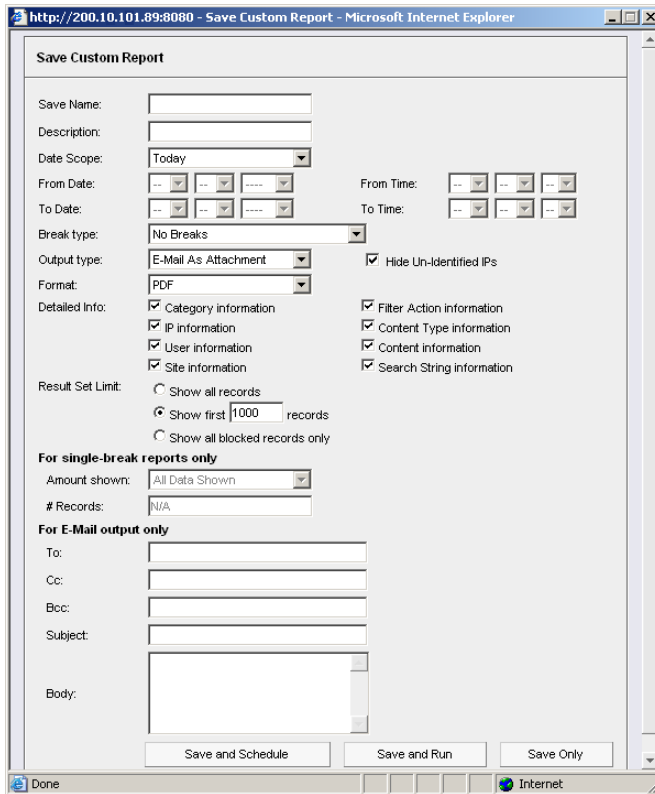 http://200.10.101.89:8080 - Save Custom Report - Microsoft Internet Explorer
Save Custom Report
Save Name:
Description:
Date Scope: Today
From Date: -- -- ---- From Time: -- -- --
To Date: -- -- ---- To Time: -- -- --
Break type: No Breaks
Output type: E-Mail As Attachment Hide Un-Identified IPs
Format: PDF
Detailed Info: Category information Filter Action information
IP information Content Type information
User information Content information
Site information Search String information
Result Set Limit: Show all records
Show first 1000 records
Show all blocked records only
For single-break reports only
Amount shown: All Data Shown
# Records: N/A
For E-Mail output only
To:
Cc:
Bcc:
Subject:
Body:
Save and Schedule Save and Run Save Only
Done Internet